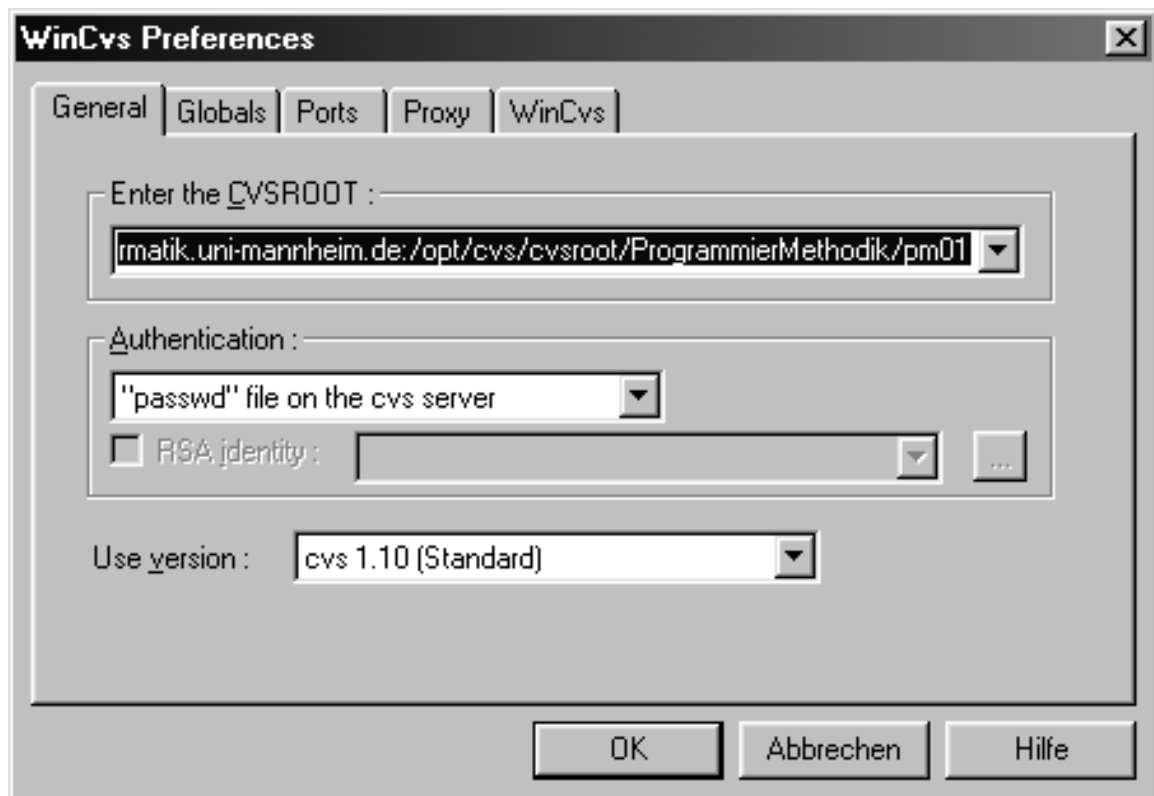 WinCvs Preferences
General Globals Ports Proxy WinCvs
Enter the CVSROOT :
rmatik.uni-mannheim.de:/opt/cvs/cvsroot/ProgrammierMethodik/pm01
Authentication :
"passwd" file on the cvs server
RSA identity : ...
Use version : cvs 1.10 (Standard)
OK Abbrechen Hilfe